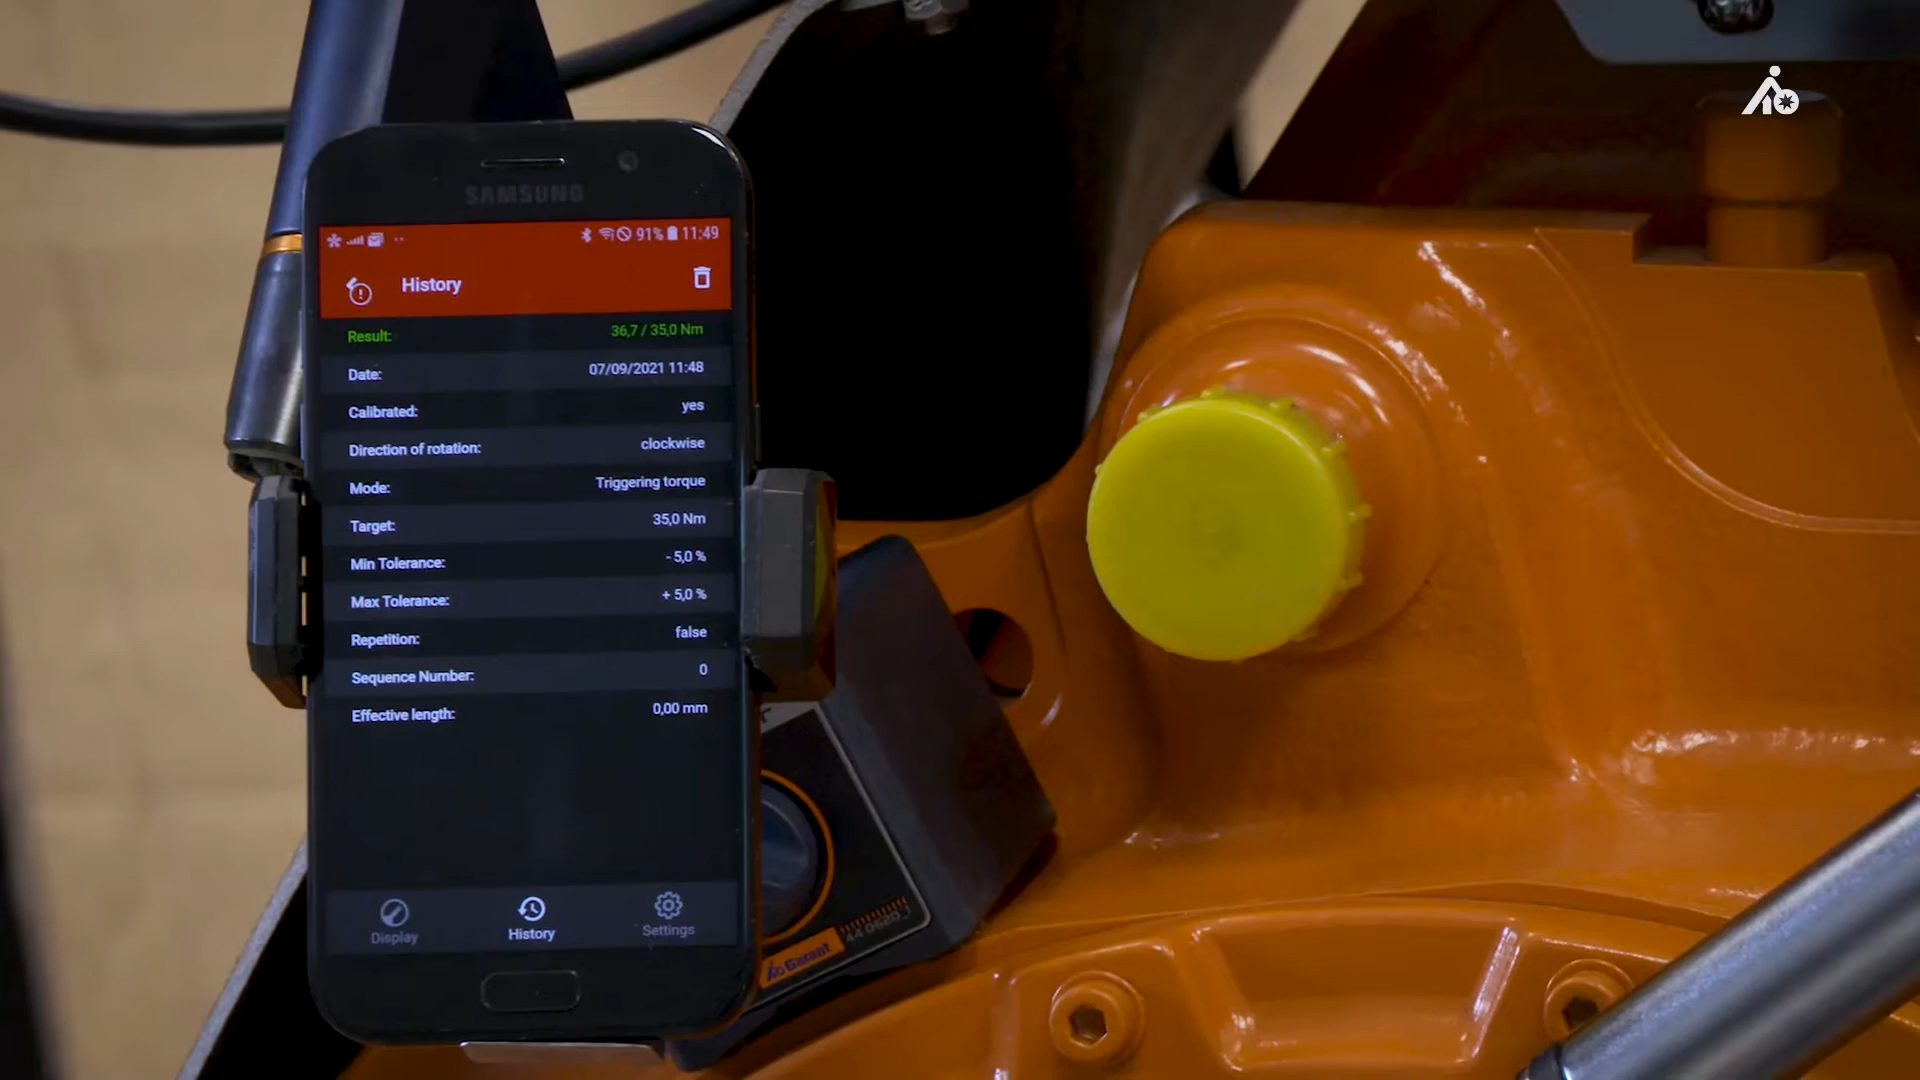 SAMSUNG
91% 11:49
History
Result: 36,7 / 35,0 Nm
Date: 07/09/2021 11:48
Calibrated: yes
Direction of rotation: clockwise
Mode: Triggering torque
Target: 35,0 Nm
Min Tolerance: - 5,0 %
Max Tolerance: + 5,0 %
Repetition: false
Sequence Number: 0
Effective length: 0,00 mm
Display History Settings
Garant